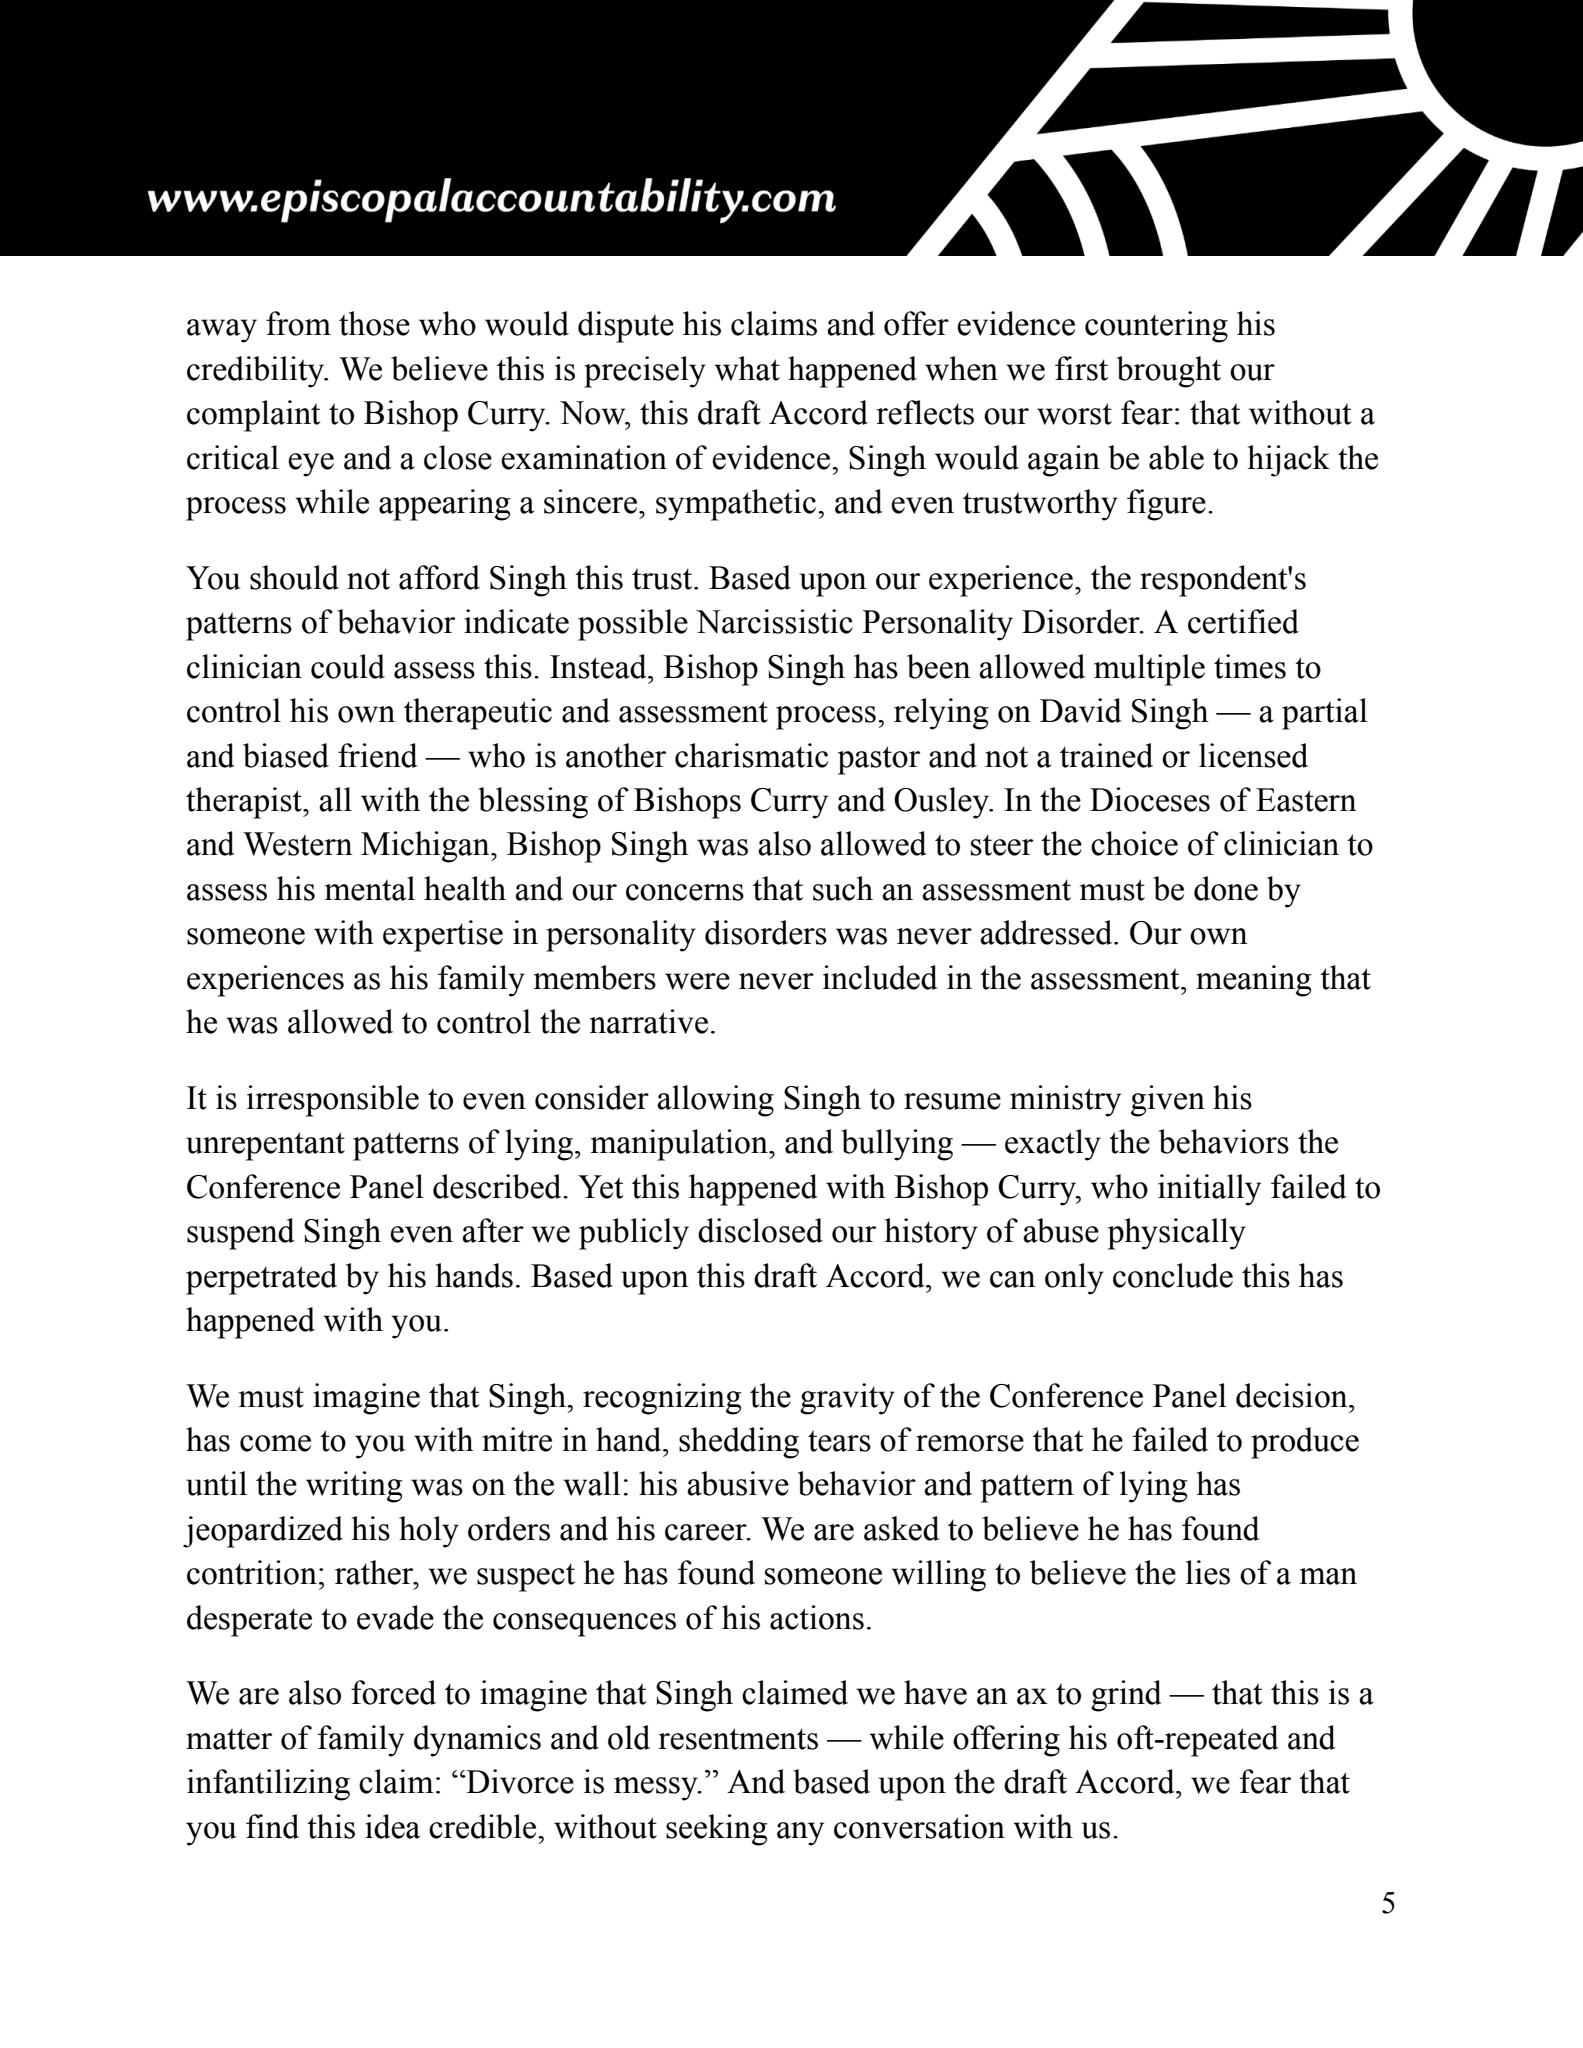 www.episcopalaccountability.com
away from those who would dispute his claims and offer evidence countering his
credibility. We believe this is precisely what happened when we first brought our
complaint to Bishop Curry. Now, this draft Accord reflects our worst fear: that without a
critical eye and a close examination of evidence, Singh would again be able to hijack the
process while appearing a sincere, sympathetic, and even trustworthy figure.
You should not afford Singh this trust. Based upon our experience, the respondent's
patterns of behavior indicate possible Narcissistic Personality Disorder. A certified
clinician could assess this. Instead, Bishop Singh has been allowed multiple times to
control his own therapeutic and assessment process, relying on David Singh — a partial
and biased friend — who is another charismatic pastor and not a trained or licensed
therapist, all with the blessing of Bishops Curry and Ousley. In the Dioceses of Eastern
and Western Michigan, Bishop Singh was also allowed to steer the choice of clinician to
assess his mental health and our concerns that such an assessment must be done by
someone with expertise in personality disorders was never addressed. Our own
experiences as his family members were never included in the assessment, meaning that
he was allowed to control the narrative.
It is irresponsible to even consider allowing Singh to resume ministry given his
unrepentant patterns of lying, manipulation, and bullying — exactly the behaviors the
Conference Panel described. Yet this happened with Bishop Curry, who initially failed to
suspend Singh even after we publicly disclosed our history of abuse physically
perpetrated by his hands. Based upon this draft Accord, we can only conclude this has
happened with you.
We must imagine that Singh, recognizing the gravity of the Conference Panel decision,
has come to you with mitre in hand, shedding tears of remorse that he failed to produce
until the writing was on the wall: his abusive behavior and pattern of lying has
jeopardized his holy orders and his career. We are asked to believe he has found
contrition; rather, we suspect he has found someone willing to believe the lies of a man
desperate to evade the consequences of his actions.
We are also forced to imagine that Singh claimed we have an ax to grind — that this is a
matter of family dynamics and old resentments — while offering his oft-repeated and
infantilizing claim: “Divorce is messy.” And based upon the draft Accord, we fear that
you find this idea credible, without seeking any conversation with us.
5